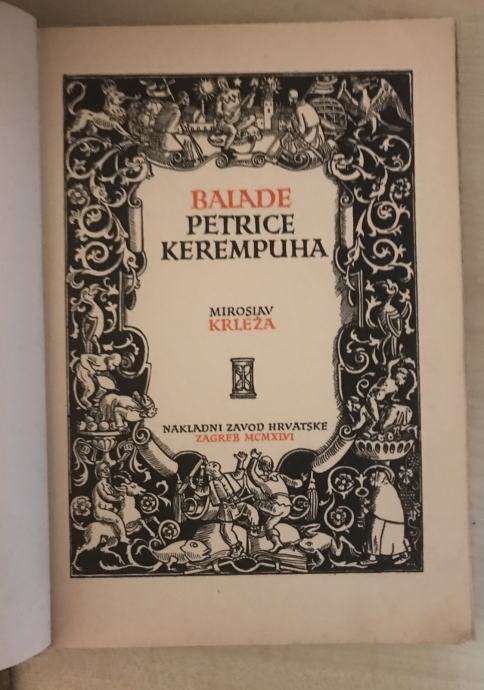 BALADE
PETRICE
KEREMPUHA
MIROSLAV
KRLEŽA
NAKLADNI ZAVOD HRVATSKE
ZAGREB MCMXLVI